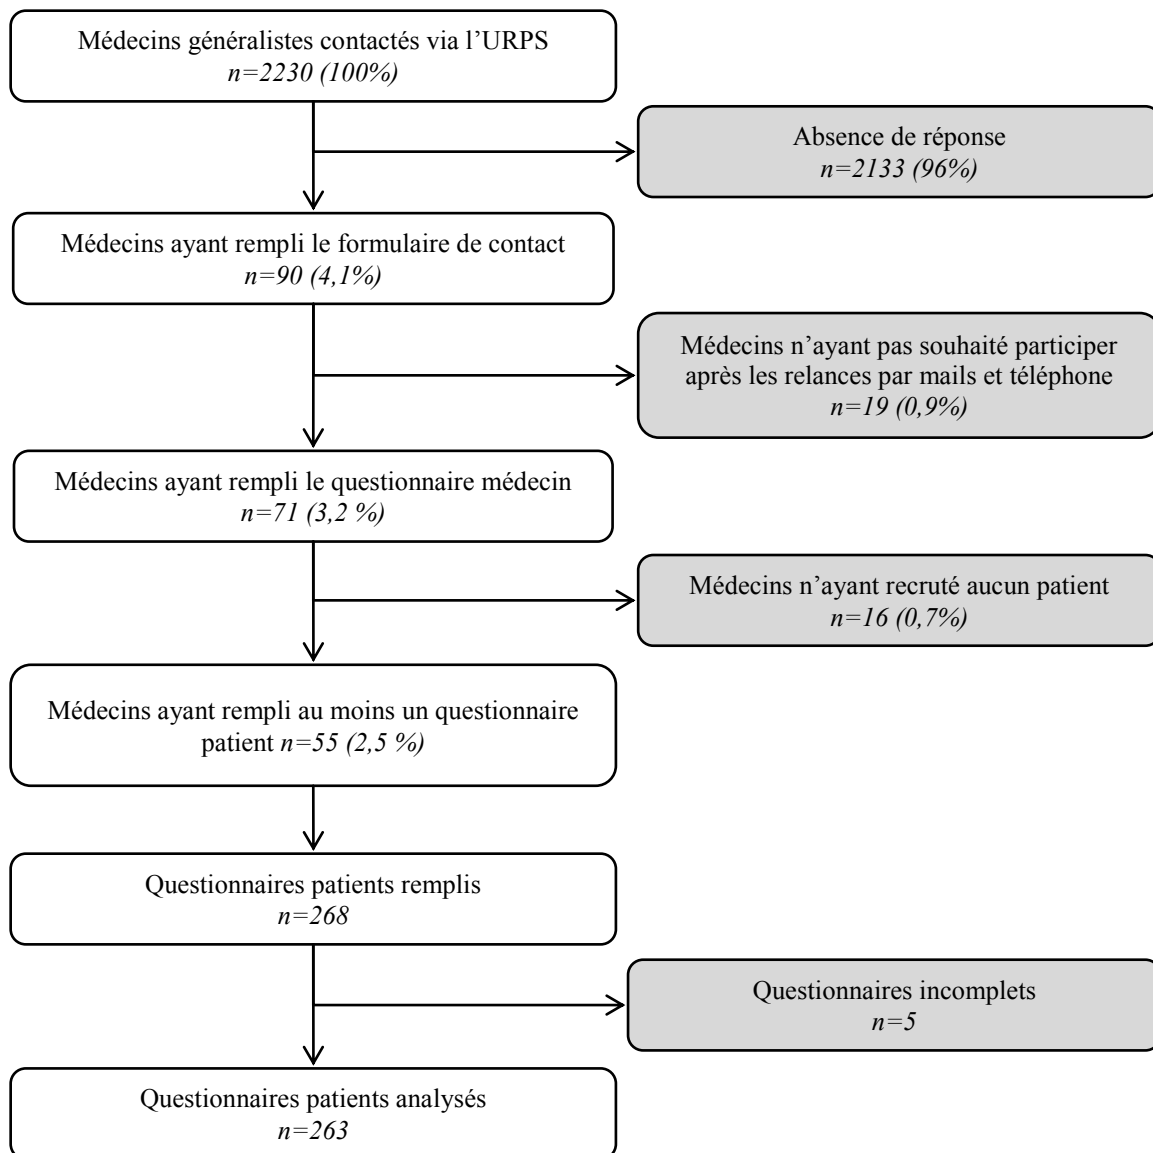 Médecins généralistes contactés via l’URPS
n=2230 (100%)
Absence de réponse
n=2133 (96%)
Médecins ayant rempli le formulaire de contact
n=90 (4,1%)
Médecins n’ayant pas souhaité participer
après les relances par mails et téléphone
n=19 (0,9%)
Médecins ayant rempli le questionnaire médecin
n=71 (3,2 %)
Médecins n’ayant recruté aucun patient
n=16 (0,7%)
Médecins ayant rempli au moins un questionnaire
patient n=55 (2,5 %)
Questionnaires patients remplis
n=268
Questionnaires incomplets
n=5
Questionnaires patients analysés
n=263